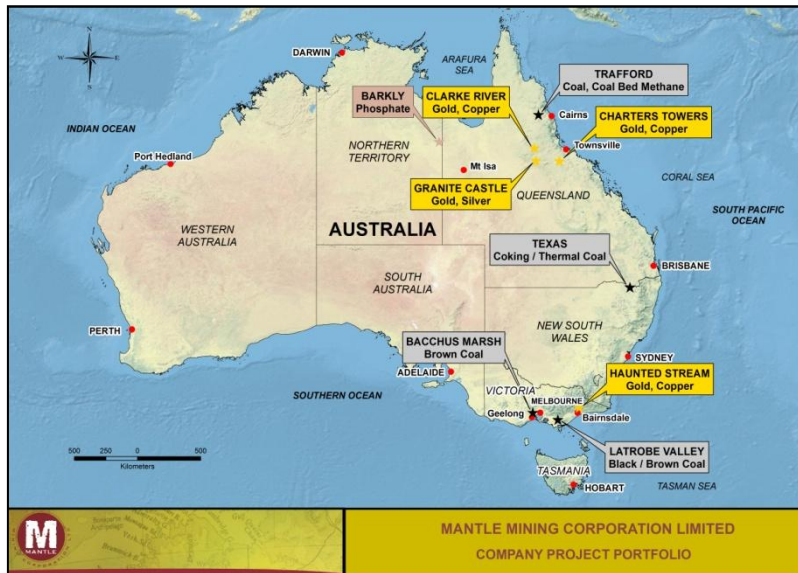 N
W
E
S
DARWIN
ARAFURA
SEA
TRAFFORD
Coal, Coal Bed Methane
BARKLY
Phosphate
CLARKE RIVER
Gold, Copper
CHARTERS TOWERS
Gold, Copper
Cairns
INDIAN OCEAN
Port Hedland
NORTHERN
TERRITORY
Mt Isa
Townsville
CORAL SEA
GRANITE CASTLE
Gold, Silver
QUEENSLAND
SOUTH PACIFIC
OCEAN
WESTERN
AUSTRALIA
AUSTRALIA
TEXAS
Coking / Thermal Coal
BRISBANE
SOUTH
AUSTRALIA
NEW SOUTH
WALES
PERTH
BACCHUS MARSH
Brown Coal
SYDNEY
ADELAIDE
HAUNTED STREAM
Gold, Copper
SOUTHERN OCEAN
VICTORIA
MELBOURNE
Geelong
Bairnsdale
LATROBE VALLEY
Black / Brown Coal
500 250 0 500
Kilometers
TASMANIA
HOBART
TASMAN SEA
M
MANTLE
MANTLE MINING CORPORATION LIMITED
COMPANY PROJECT PORTFOLIO